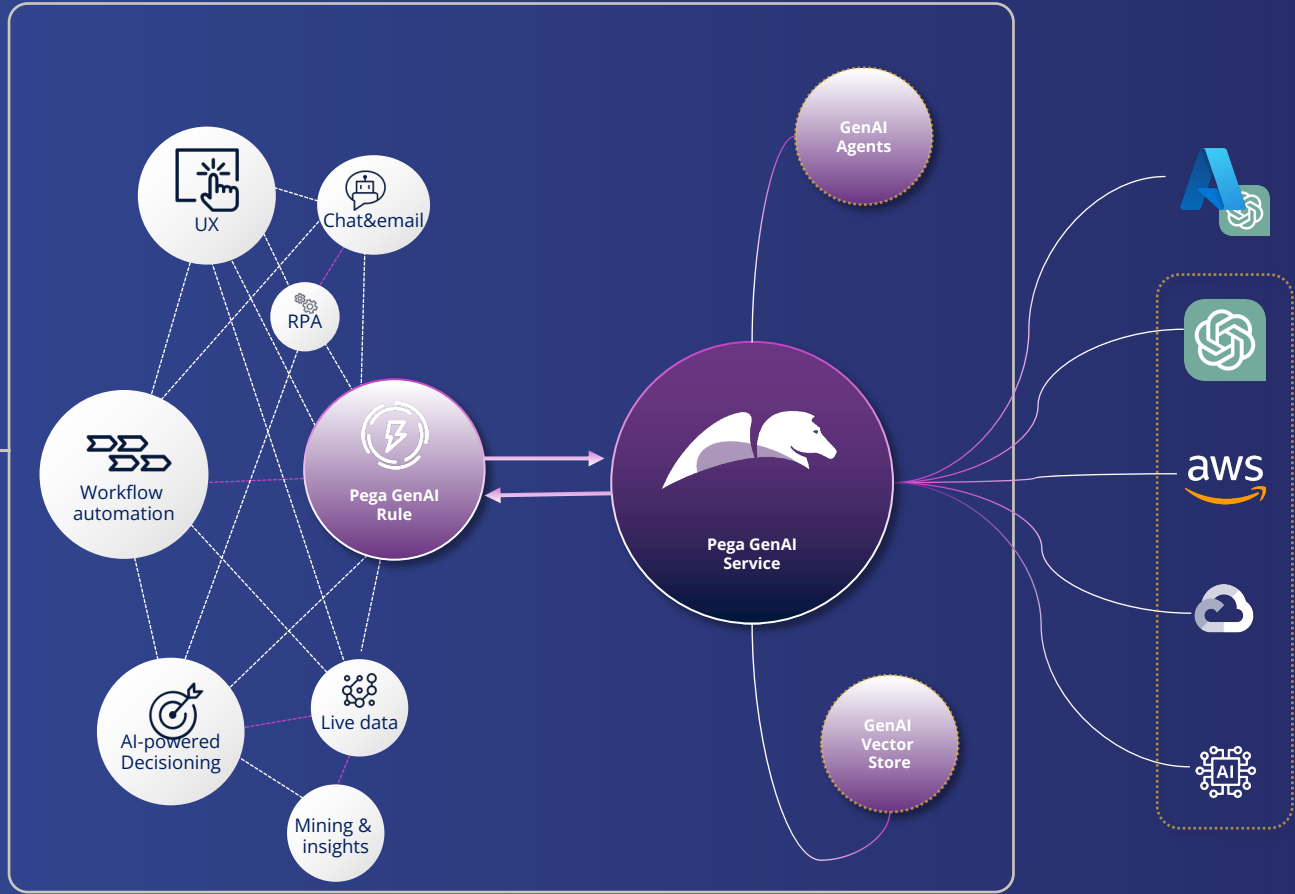 GenAI
Agents
UX
Chat&email
RPA
Workflow
automation
Pega GenAI
Rule
Pega GenAI
Service
aws
AI-powered
Decisioning
Live data
GenAI
Vector
Store
AI
Mining &
insights